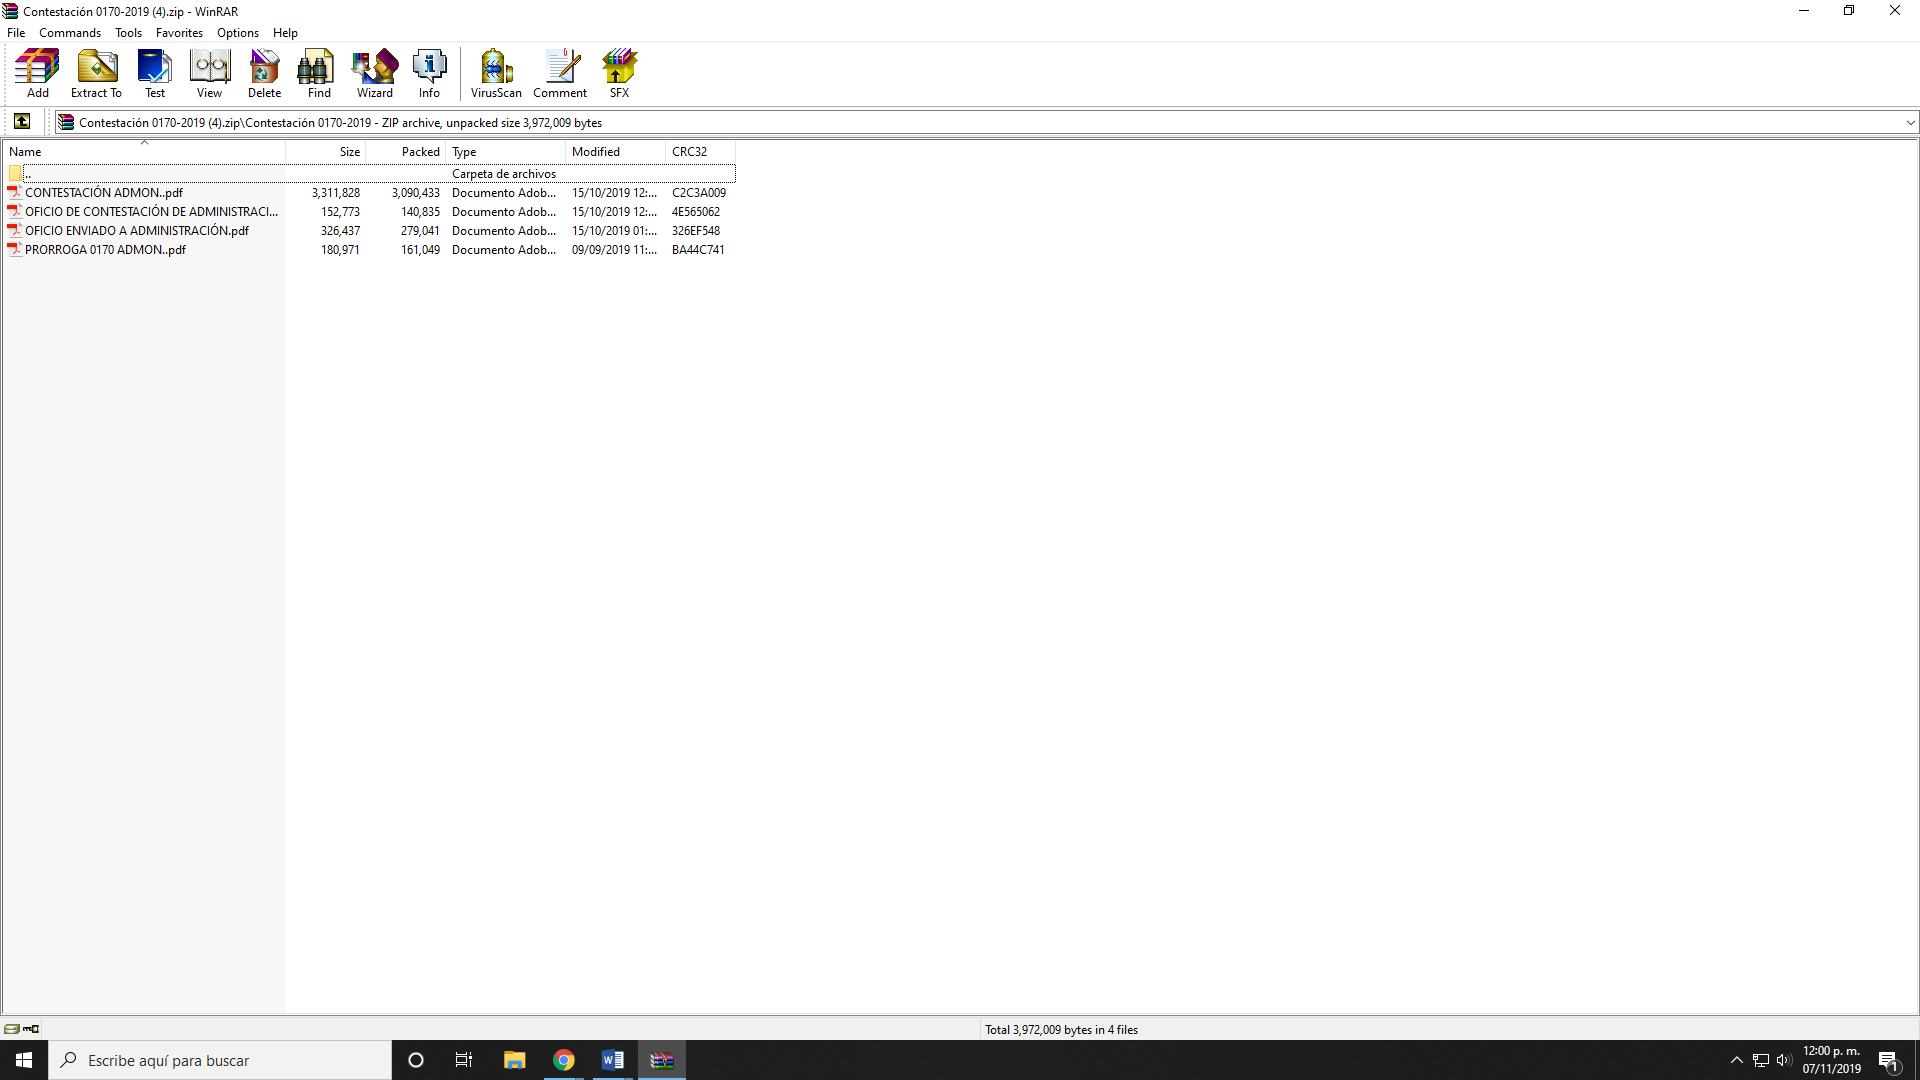 Contestación 0170-2019 (4).zip - WinRAR
File Commands Tools Favorites Options Help
Add Extract To Test View Delete Find Wizard Info VirusScan Comment SFX
Contestación 0170-2019 (4).zip\Contestación 0170-2019 - ZIP archive, unpacked size 3,972,009 bytes
Name Size Packed Type Modified CRC32
.. Carpeta de archivos
CONTESTACIÓN ADMON..pdf 3,311,828 3,090,433 Documento Adob... 15/10/2019 12:... C2C3A009
OFICIO DE CONTESTACIÓN DE ADMINISTRACI... 152,773 140,835 Documento Adob... 15/10/2019 12:... 4E565062
OFICIO ENVIADO A ADMINISTRACIÓN.pdf 326,437 279,041 Documento Adob... 15/10/2019 01:... 326EF548
PRORROGA 0170 ADMON..pdf 180,971 161,049 Documento Adob... 09/09/2019 11:... BA44C741
Total 3,972,009 bytes in 4 files
Escribe aquí para buscar
12:00 p. m.
07/11/2019
1